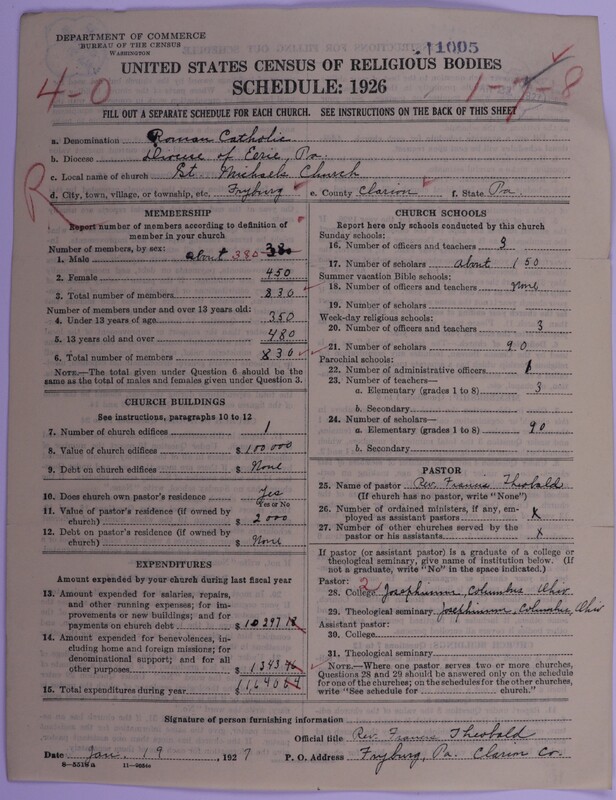 DEPARTMENT OF COMMERCE
BUREAU OF THE CENSUS
WASHINGTON
11005
UNITED STATES CENSUS OF RELIGIOUS BODIES
SCHEDULE: 1926
4-0
1-7-8
FILL OUT A SEPARATE SCHEDULE FOR EACH CHURCH. SEE INSTRUCTIONS ON THE BACK OF THIS SHEET
R
a. Denomination Roman Catholic
b. Diocese Diocese of Eerie, Pa.
c. Local name of church St. Michaels Church
d. City, town, village, or township, etc. Fryburg e. County Clarion f. State Pa.
MEMBERSHIP
Report number of members according to definition of member in your church
Number of members, by sex:
1. Male about 380 380
2. Female 450
3. Total number of members 830
Number of members under and over 13 years old:
4. Under 13 years of age 350
5. 13 years old and over 480
6. Total number of members 830
NOTE.—The total given under Question 6 should be the same as the total of males and females given under Question 3.
CHURCH BUILDINGS
See instructions, paragraphs 10 to 12
7. Number of church edifices 1
8. Value of church edifices $ 100 000
9. Debt on church edifices $ None
10. Does church own pastor's residence Yes
Yes or No
11. Value of pastor's residence (if owned by church) $ 2 000
12. Debt on pastor's residence (if owned by church) $ None
EXPENDITURES
Amount expended by your church during last fiscal year
13. Amount expended for salaries, repairs, and other running expenses; for improvements or new buildings; and for payments on church debt $ 10297 18
14. Amount expended for benevolences, including home and foreign missions; for denominational support; and for all other purposes $ 1343 46
15. Total expenditures during year $ 11,640 64
CHURCH SCHOOLS
Report here only schools conducted by this church
Sunday schools:
16. Number of officers and teachers 3
17. Number of scholars about 150
Summer vacation Bible schools:
18. Number of officers and teachers none
19. Number of scholars
Week-day religious schools:
20. Number of officers and teachers 3
21. Number of scholars 90
Parochial schools:
22. Number of administrative officers 1
23. Number of teachers—
a. Elementary (grades 1 to 8) 3
b. Secondary
24. Number of scholars—
a. Elementary (grades 1 to 8) 90
b. Secondary
PASTOR
25. Name of pastor Rev. Francis Theobald
(If church has no pastor, write "None")
26. Number of ordained ministers, if any, employed as assistant pastors x
27. Number of other churches served by the pastor or his assistants x
If pastor (or assistant pastor) is a graduate of a college or theological seminary, give name of institution below. (If not a graduate, write "No" in the space indicated.)
Pastor: 2
28. College Josephinum, Columbus, Ohio
29. Theological seminary Josephinum, Columbus, Ohio
Assistant pastor:
30. College
31. Theological seminary
NOTE.—Where one pastor serves two or more churches, Questions 28 and 29 should be answered only on the schedule for one of the churches; on the schedules for the other churches, write "See schedule for church."
Signature of person furnishing information
Official title Rev. Francis Theobald
Date Jan. 19 1927 P. O. Address Fryburg, Pa. Clarion Co.